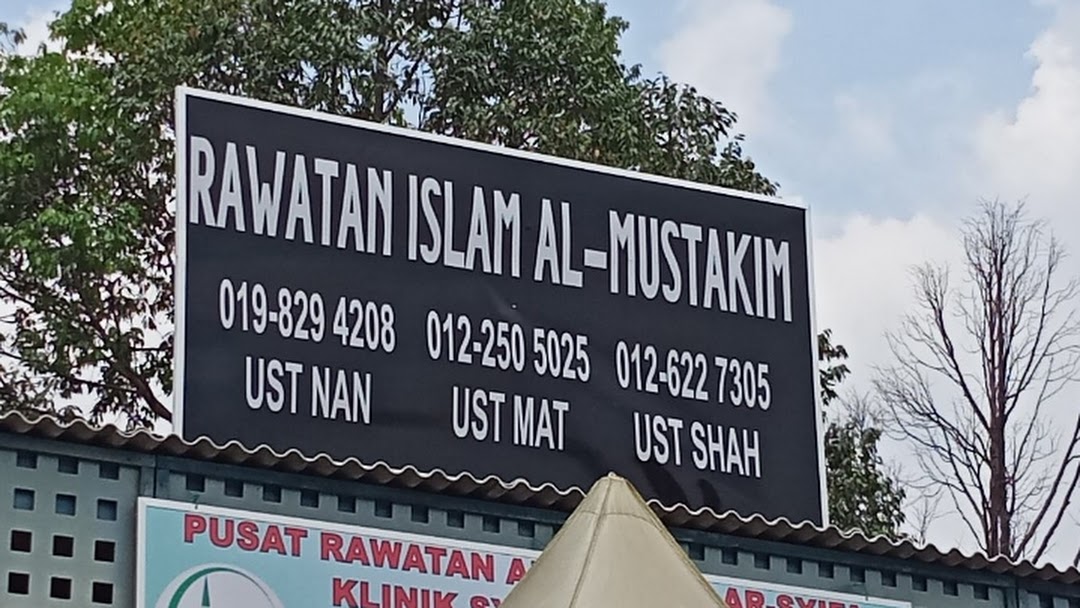 RAWATAN ISLAM AL-MUSTAKIM
019-829 4208 012-250 5025 012-622 7305
UST NAN UST MAT UST SHAH
PUSAT RAWATAN
KLINIK